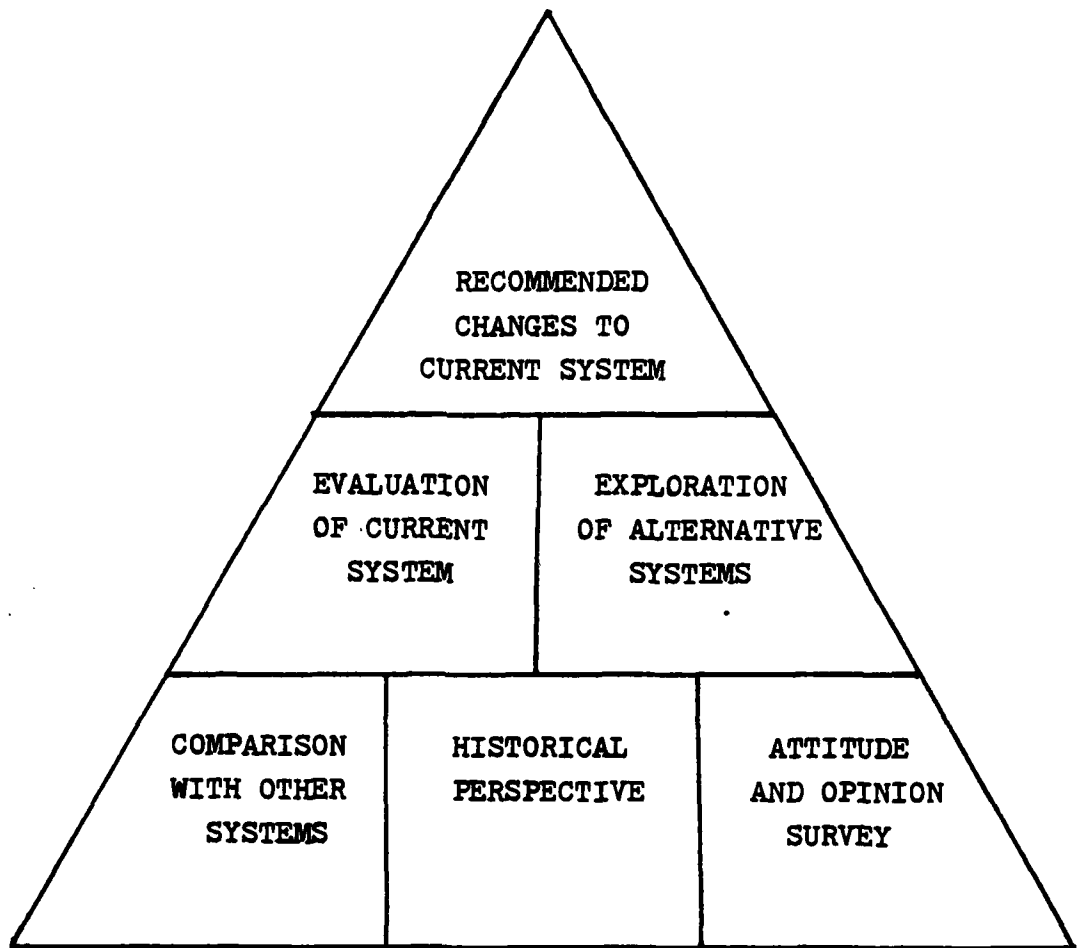 RECOMMENDED
CHANGES TO
CURRENT SYSTEM
EVALUATION
OF CURRENT
SYSTEM
EXPLORATION
OF ALTERNATIVE
SYSTEMS
COMPARISON
WITH OTHER
SYSTEMS
HISTORICAL
PERSPECTIVE
ATTITUDE
AND OPINION
SURVEY